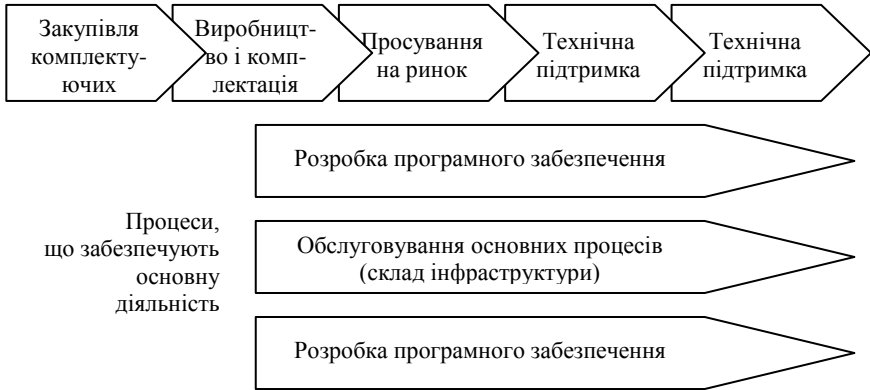 Закупівля
комплекту-
ючих
Виробницт-
во і комп-
лектація
Просування
на ринок
Технічна
підтримка
Технічна
підтримка
Розробка програмного забезпечення
Процеси,
що забезпечують
основну
діяльність
Обслуговування основних процесів
(склад інфраструктури)
Розробка програмного забезпечення